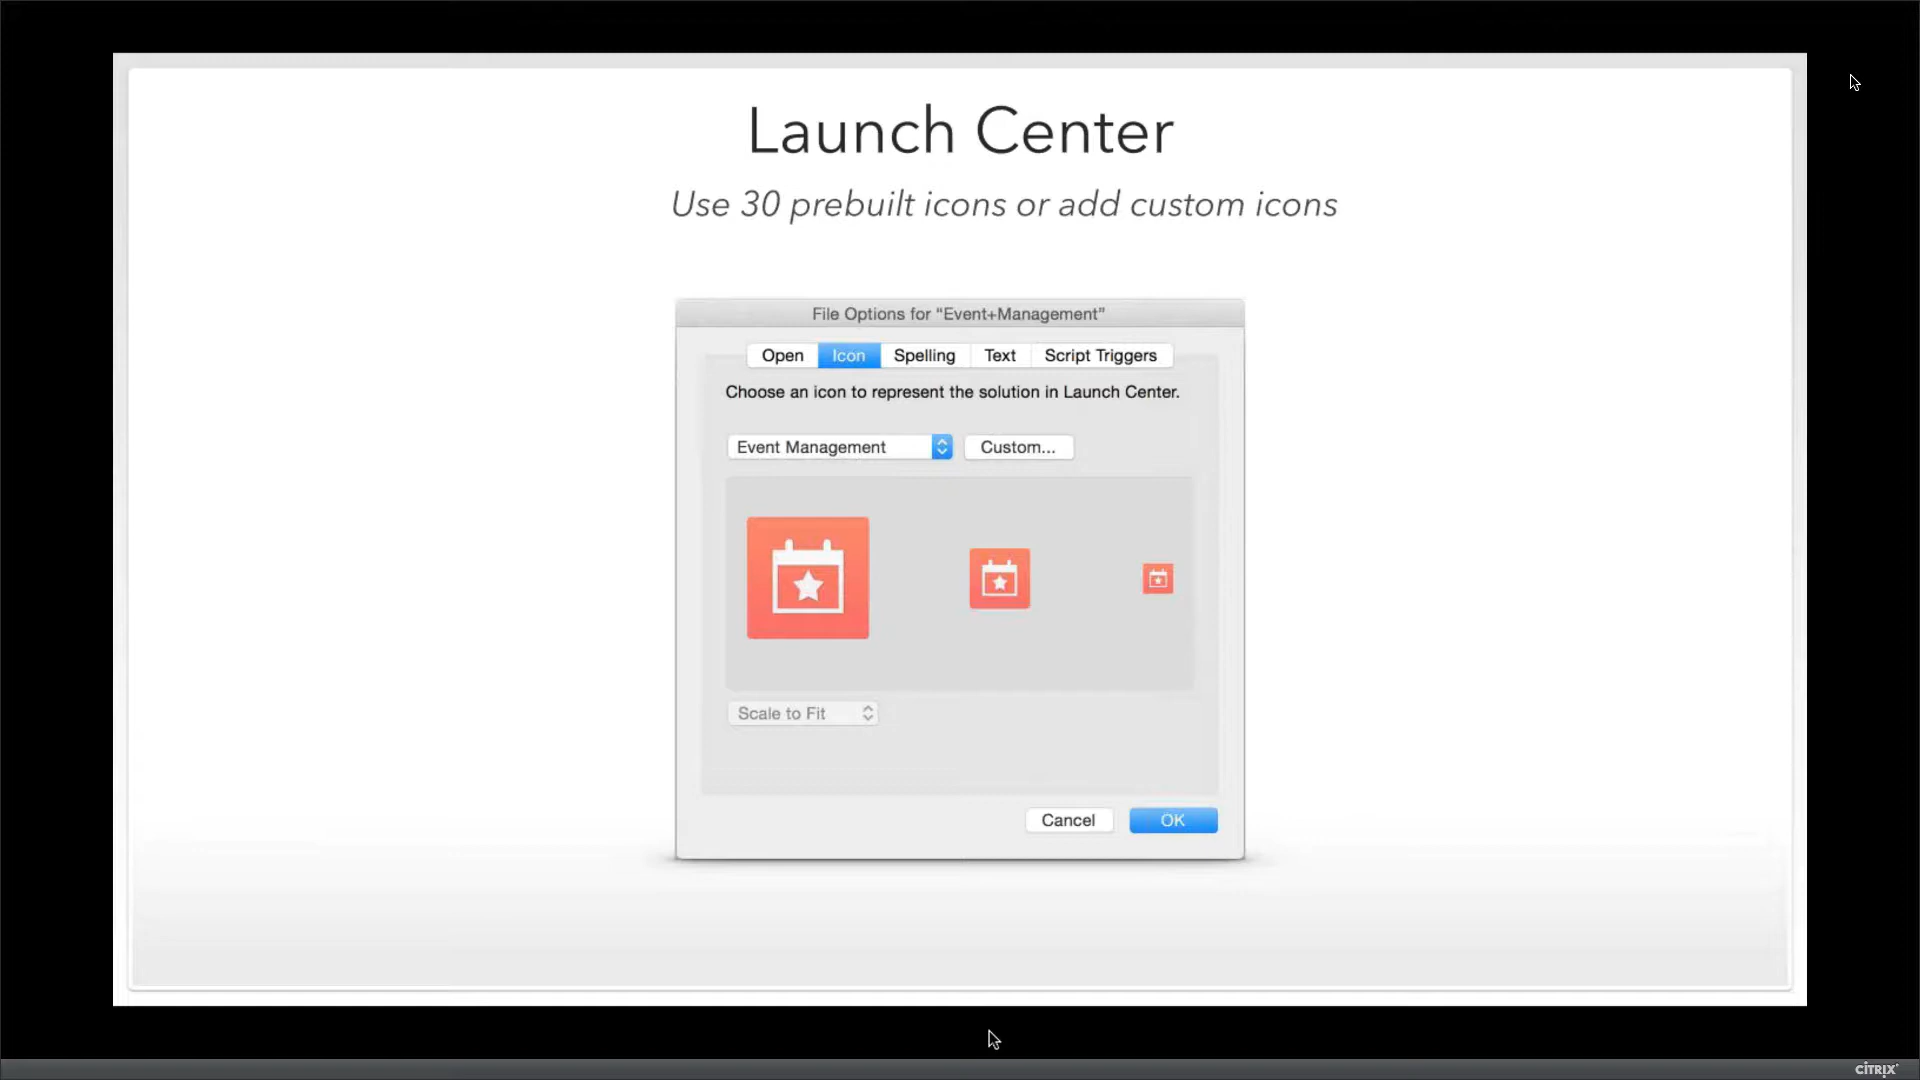 Launch Center
Use 30 prebuilt icons or add custom icons
File Options for “Event+Management”
Open Icon Spelling Text Script Triggers
Choose an icon to represent the solution in Launch Center.
Event Management Custom...
Scale to Fit
Cancel OK
CITRIX